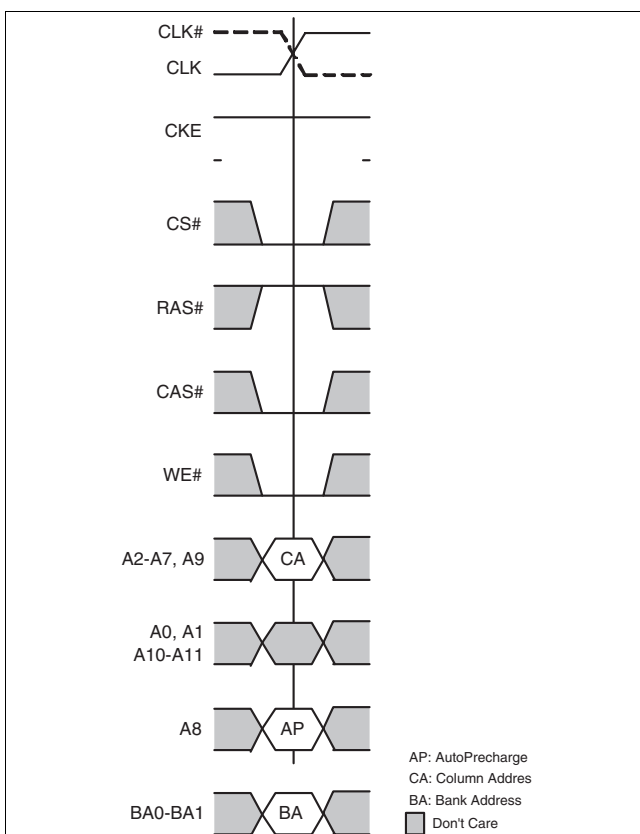 CLK#
CLK
CKE
CS#
RAS#
CAS#
WE#
A2-A7, A9
CA
A0, A1
A10-A11
A8
AP
BA0-BA1
BA
AP: AutoPrecharge
CA: Column Addres
BA: Bank Address
Don't Care